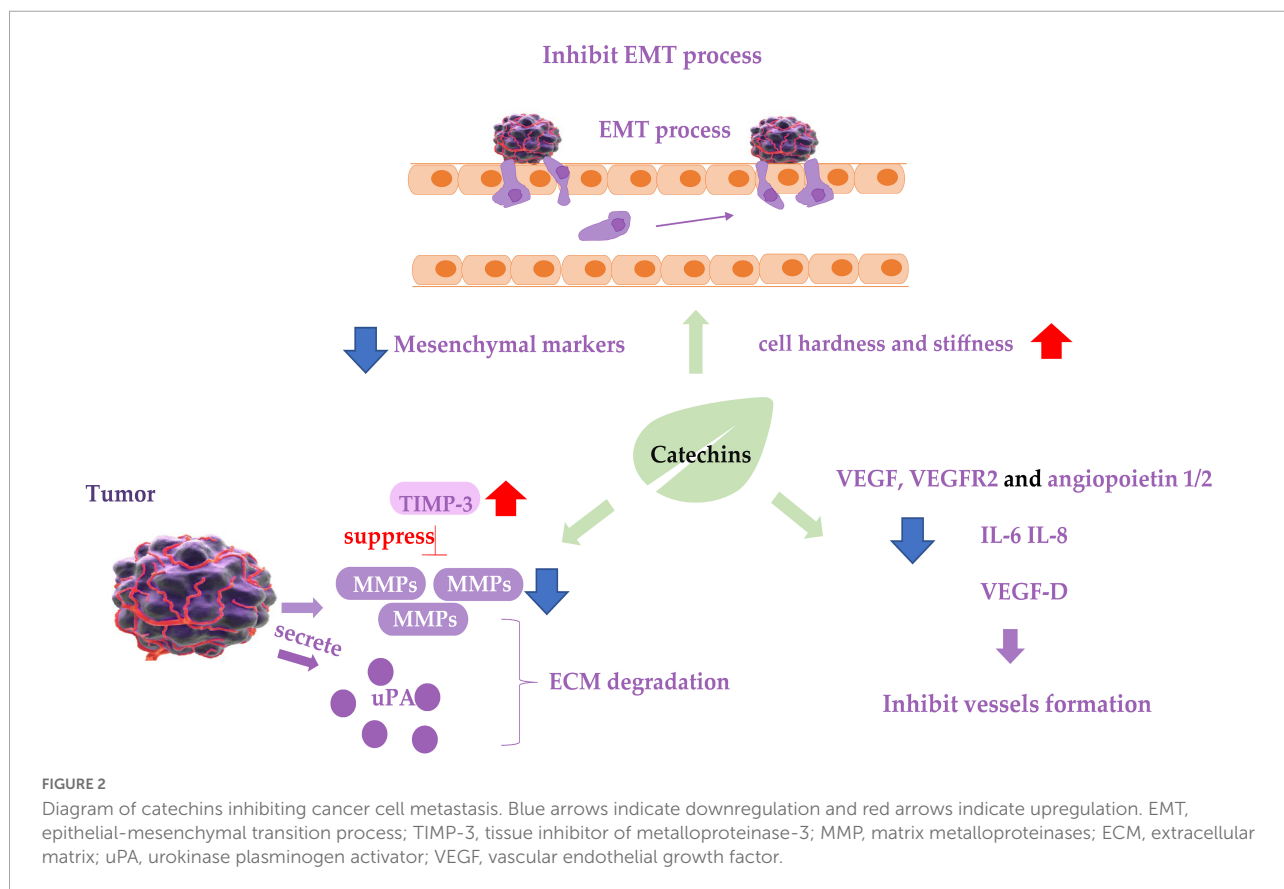 Inhibit EMT process
EMT process
Mesenchymal markers
cell hardness and stiffness
Catechins
Tumor
TIMP-3
suppress
MMPs
MMPs
MMPs
secrete
uPA
ECM degradation
VEGF, VEGFR2 and angiopoietin 1/2
IL-6 IL-8
VEGF-D
Inhibit vessels formation
FIGURE 2
Diagram of catechins inhibiting cancer cell metastasis. Blue arrows indicate downregulation and red arrows indicate upregulation. EMT,
epithelial-mesenchymal transition process; TIMP-3, tissue inhibitor of metalloproteinase-3; MMP, matrix metalloproteinases; ECM, extracellular
matrix; uPA, urokinase plasminogen activator; VEGF, vascular endothelial growth factor.